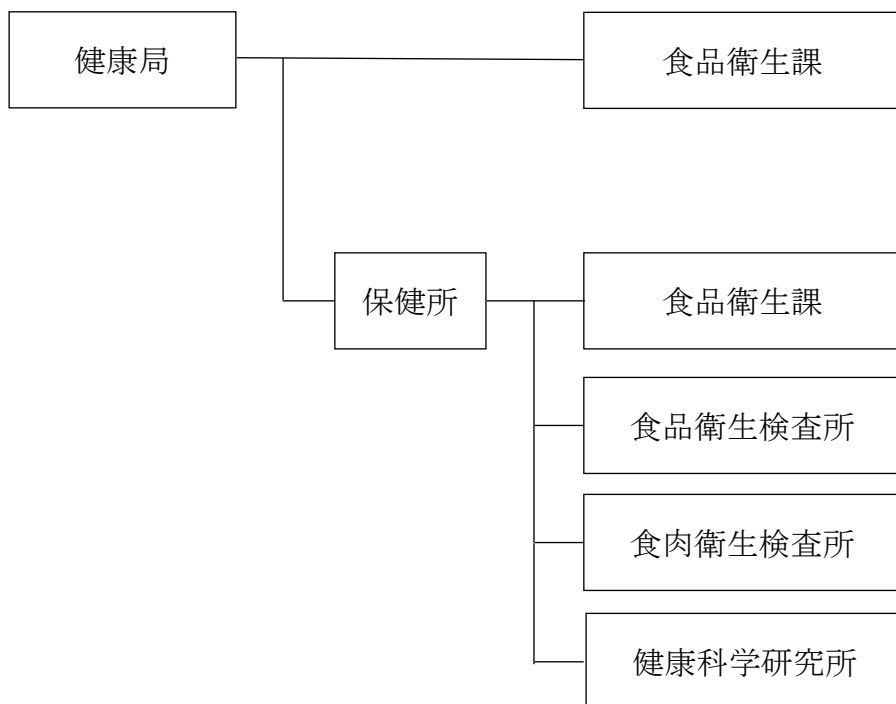 健康局
食品衛生課
保健所
食品衛生課
食品衛生検査所
食肉衛生検査所
健康科学研究所